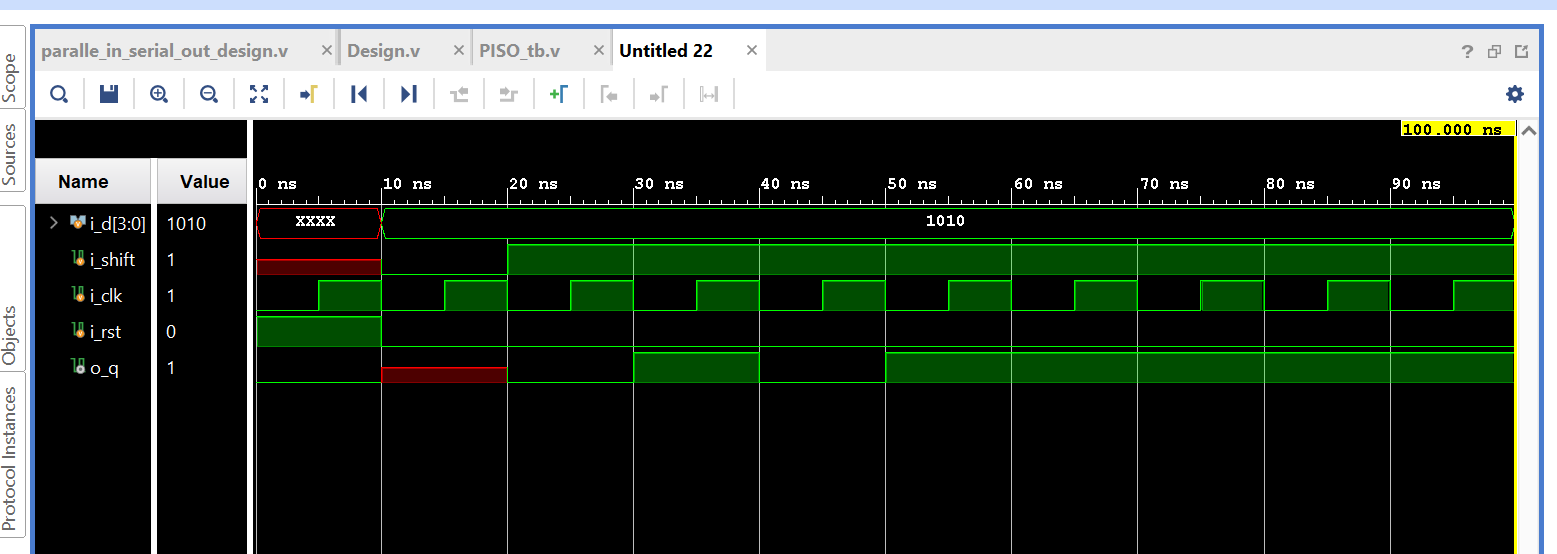 paralle_in_serial_out_design.v × Design.v × PISO_tb.v × Untitled 22 × ?
Scope
Sources
Objects
Protocol Instances
100.000 ns
Name Value 0 ns 10 ns 20 ns 30 ns 40 ns 50 ns 60 ns 70 ns 80 ns 90 ns
i_d[3:0] 1010 XXXX 1010
i_shift 1
i_clk 1
i_rst 0
o_q 1